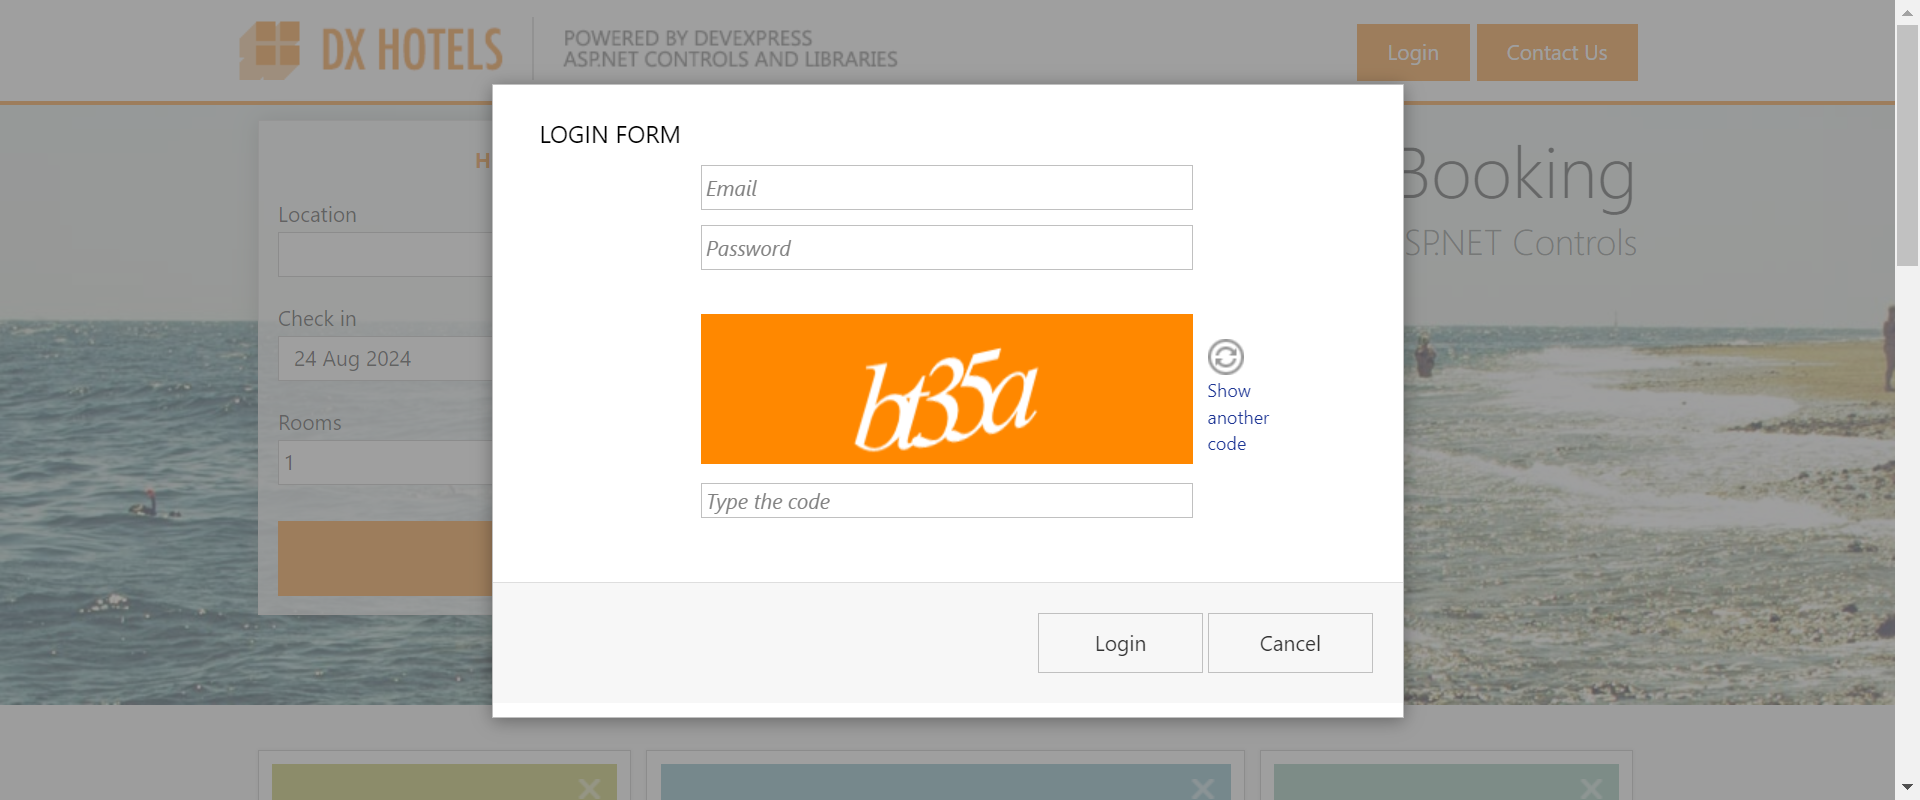 DX HOTELS
POWERED BY DEVEXPRESS
ASP.NET CONTROLS AND LIBRARIES
Login
Contact Us
LOGIN FORM
Email
Password
bt35a
Show
another
code
Type the code
Login
Cancel
H
Location
Check in
24 Aug 2024
Rooms
1
Booking
SP.NET Controls